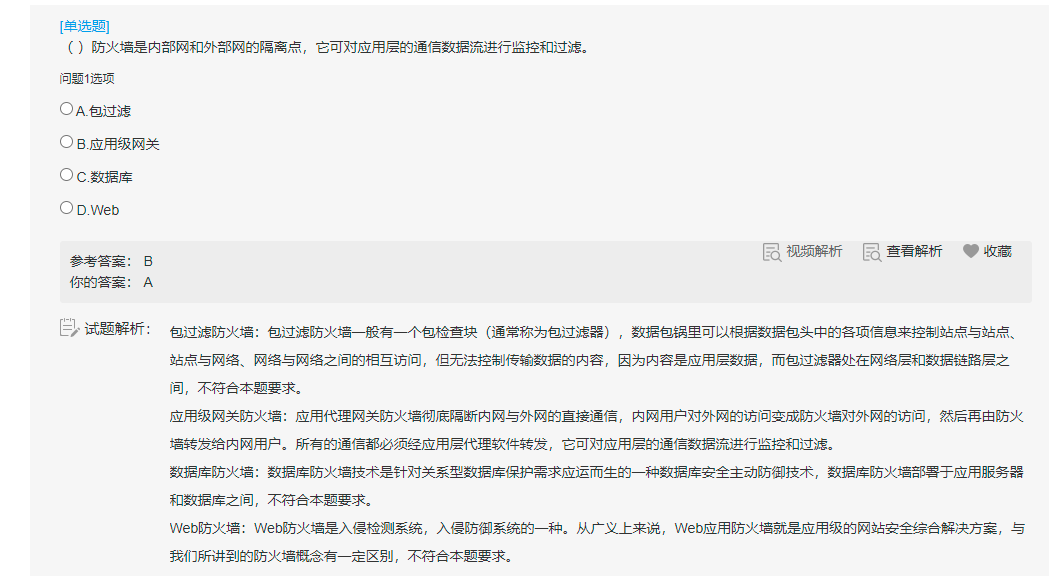 [单选题]
（ ）防火墙是内部网和外部网的隔离点，它可对应用层的通信数据流进行监控和过滤。
问题1选项
A.包过滤
B.应用级网关
C.数据库
D.Web
视频解析 查看解析 收藏
参考答案： B
你的答案： A
试题解析：
包过滤防火墙：包过滤防火墙一般有一个包检查块（通常称为包过滤器），数据包锅里可以根据数据包头中的各项信息来控制站点与站点、
站点与网络、网络与网络之间的相互访问，但无法控制传输数据的内容，因为内容是应用层数据，而包过滤器处在网络层和数据链路层之
间，不符合本题要求。
应用级网关防火墙：应用代理网关防火墙彻底隔断内网与外网的直接通信，内网用户对外网的访问变成防火墙对外网的访问，然后再由防火
墙转发给内网用户。所有的通信都必须经应用层代理软件转发，它可对应用层的通信数据流进行监控和过滤。
数据库防火墙：数据库防火墙技术是针对关系型数据库保护需求应运而生的一种数据库安全主动防御技术，数据库防火墙部署于应用服务器
和数据库之间，不符合本题要求。
Web防火墙：Web防火墙是入侵检测系统，入侵防御系统的一种。从广义上来说，Web应用防火墙就是应用级的网站安全综合解决方案，与
我们所讲到的防火墙概念有一定区别，不符合本题要求。